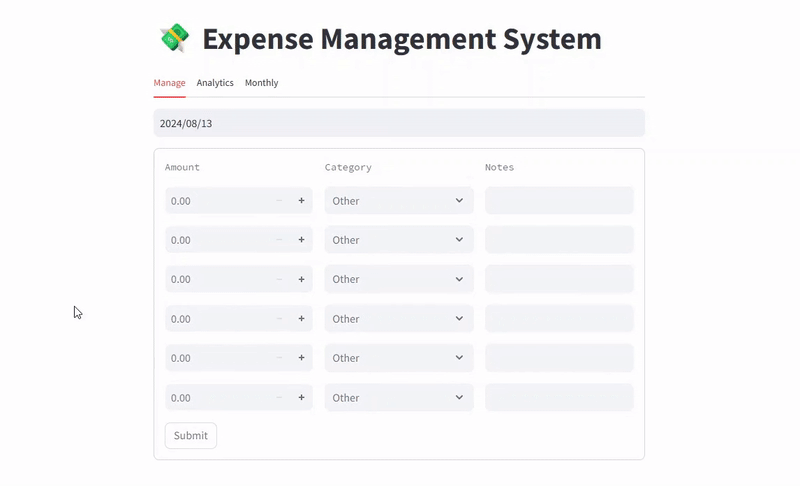 Expense Management System
Manage Analytics Monthly
2024/08/13
Amount Category Notes
0.00 Other
0.00 Other
0.00 Other
0.00 Other
0.00 Other
0.00 Other
Submit